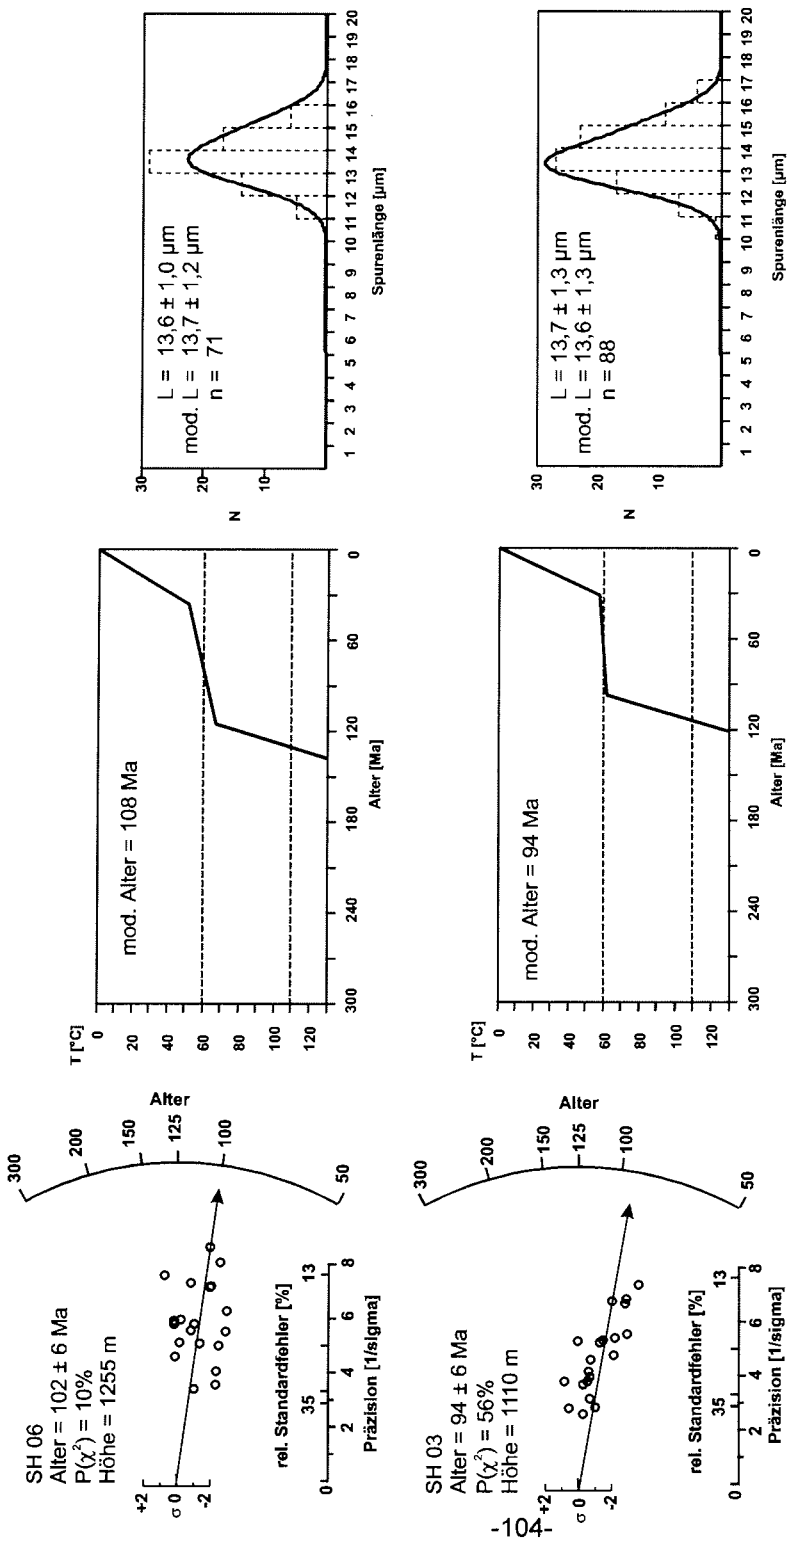 SH 06
Alter = 102 ± 6 Ma
P(χ²) = 10%
Höhe = 1255 m
+2
σ 0
-2
300
200
150
125
100
50
Alter
rel. Standardfehler [%]
35 13
0 2 4 6 8
Präzision [1/sigma]
T [°C]
0
20
40
60
80
100
120
mod. Alter = 108 Ma
300 240 180 120 60 0
Alter [Ma]
N
30
20
10
L = 13,6 ± 1,0 µm
mod. L = 13,7 ± 1,2 µm
n = 71
1 2 3 4 5 6 7 8 9 10 11 12 13 14 15 16 17 18 19 20
Spurenlänge [µm]
SH 03
Alter = 94 ± 6 Ma
P(χ²) = 56%
Höhe = 1110 m
+2
σ 0
-2
300
200
150
125
100
50
Alter
rel. Standardfehler [%]
35 13
0 2 4 6 8
Präzision [1/sigma]
T [°C]
0
20
40
60
80
100
120
mod. Alter = 94 Ma
300 240 180 120 60 0
Alter [Ma]
N
30
20
10
L = 13,7 ± 1,3 µm
mod. L = 13,6 ± 1,3 µm
n = 88
1 2 3 4 5 6 7 8 9 10 11 12 13 14 15 16 17 18 19 20
Spurenlänge [µm]
-104-